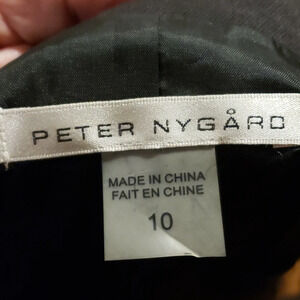 PETER NYGÅRD
MADE IN CHINA
FAIT EN CHINE
10